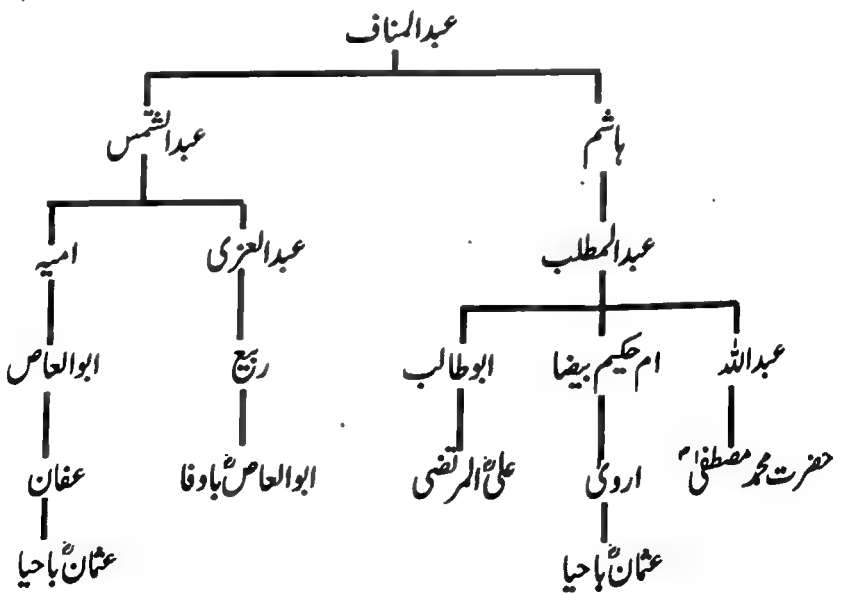 عبدالمناف
ہاشم
عبدالشمس
عبدالمطلب
عبدالعزی
امیہ
عبداللہ
ام حکیم بیضا
ابوطالب
ربیع
ابوالعاص
حضرت محمد مصطفیٰ ؐ
ارویٰ
علیؓ المرتضی
ابوالعاصؓ باوفا
عفان
عثمانؓ باحیا
عثمانؓ باحیا